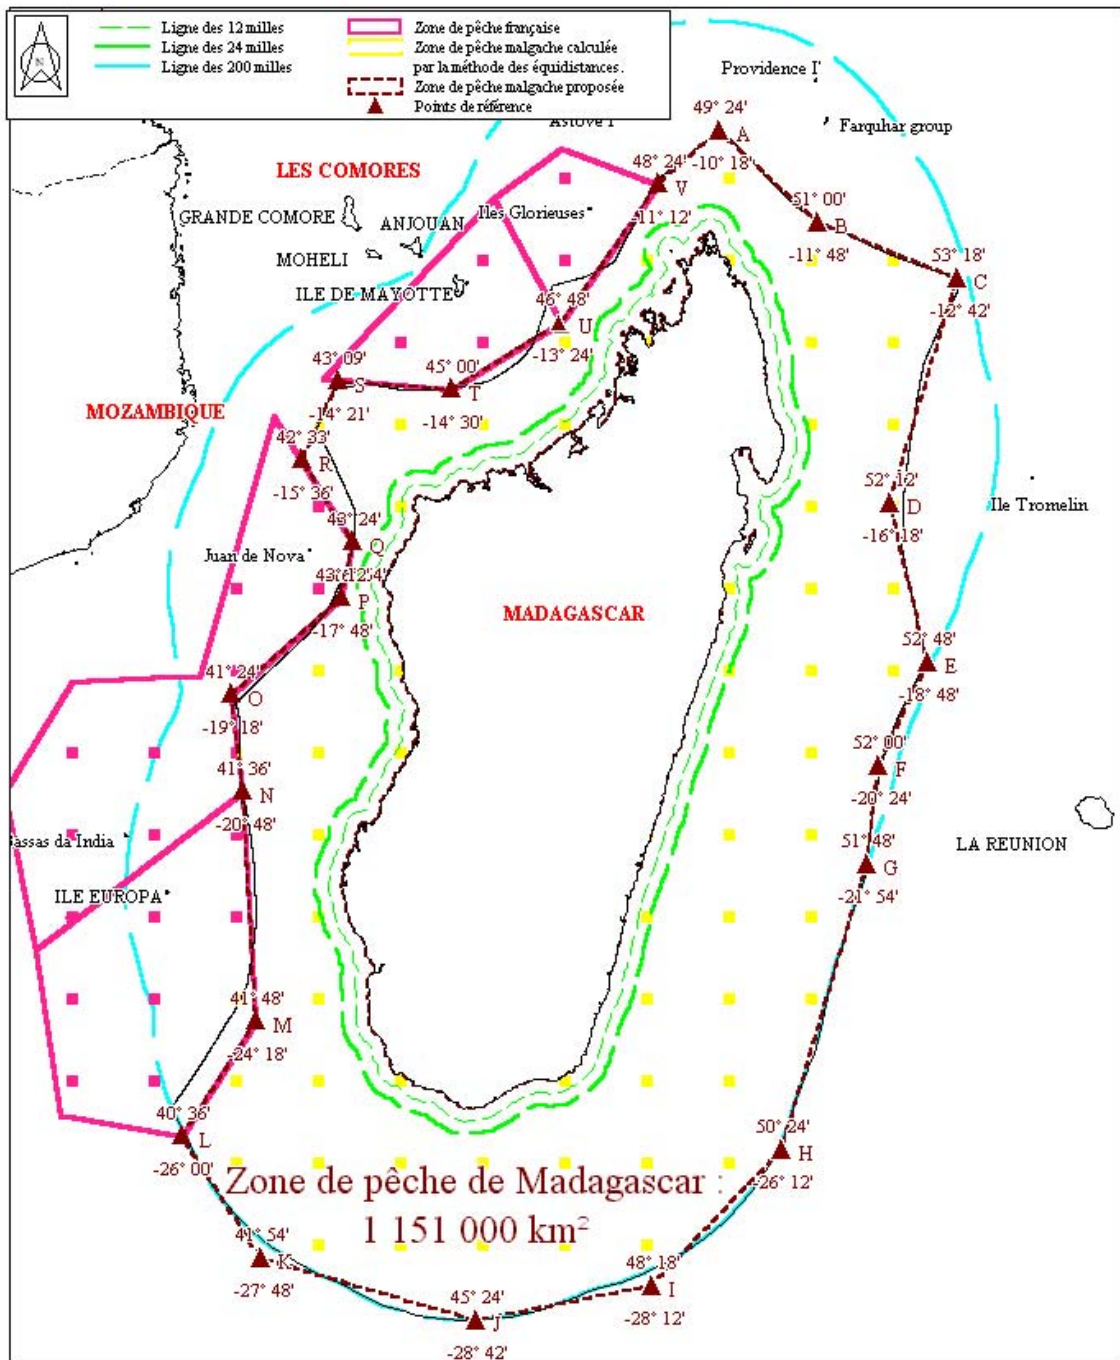 N
Ligne des 12 milles
Ligne des 24 milles
Ligne des 200 milles
Zone de pêche française
Zone de pêche malgache calculée
par la méthode des équidistances.
Zone de pêche malgache proposée
Points de référence
Providence I
Astove I
Farquhar group
49° 24'
A
-10° 18'
LES COMORES
48° 24'
V
-11° 12'
51° 00'
B
-11° 48'
GRANDE COMORE
ANJOUAN
Iles Glorieuses
MOHELI
53° 18'
C
-12° 42'
ILE DE MAYOTTE
46° 48'
U
-13° 24'
43° 09'
S
-14° 21'
45° 00'
T
-14° 30'
MOZAMBIQUE
42° 33'
R
-15° 36'
52° 12'
D
-16° 18'
Ile Tromelin
43° 24'
Q
Juan de Nova
P
-17° 48'
MADAGASCAR
52° 48'
E
-18° 48'
41° 24'
O
-19° 18'
52° 00'
F
-20° 24'
41° 36'
N
-20° 48'
Bassas da India
51° 48'
G
-21° 54'
LA REUNION
ILE EUROPA
41° 48'
M
-24° 18'
40° 36'
L
-26° 00'
50° 24'
H
-26° 12'
Zone de pêche de Madagascar :
1 151 000 km²
41° 54'
K
-27° 48'
48° 18'
I
-28° 12'
45° 24'
J
-28° 42'